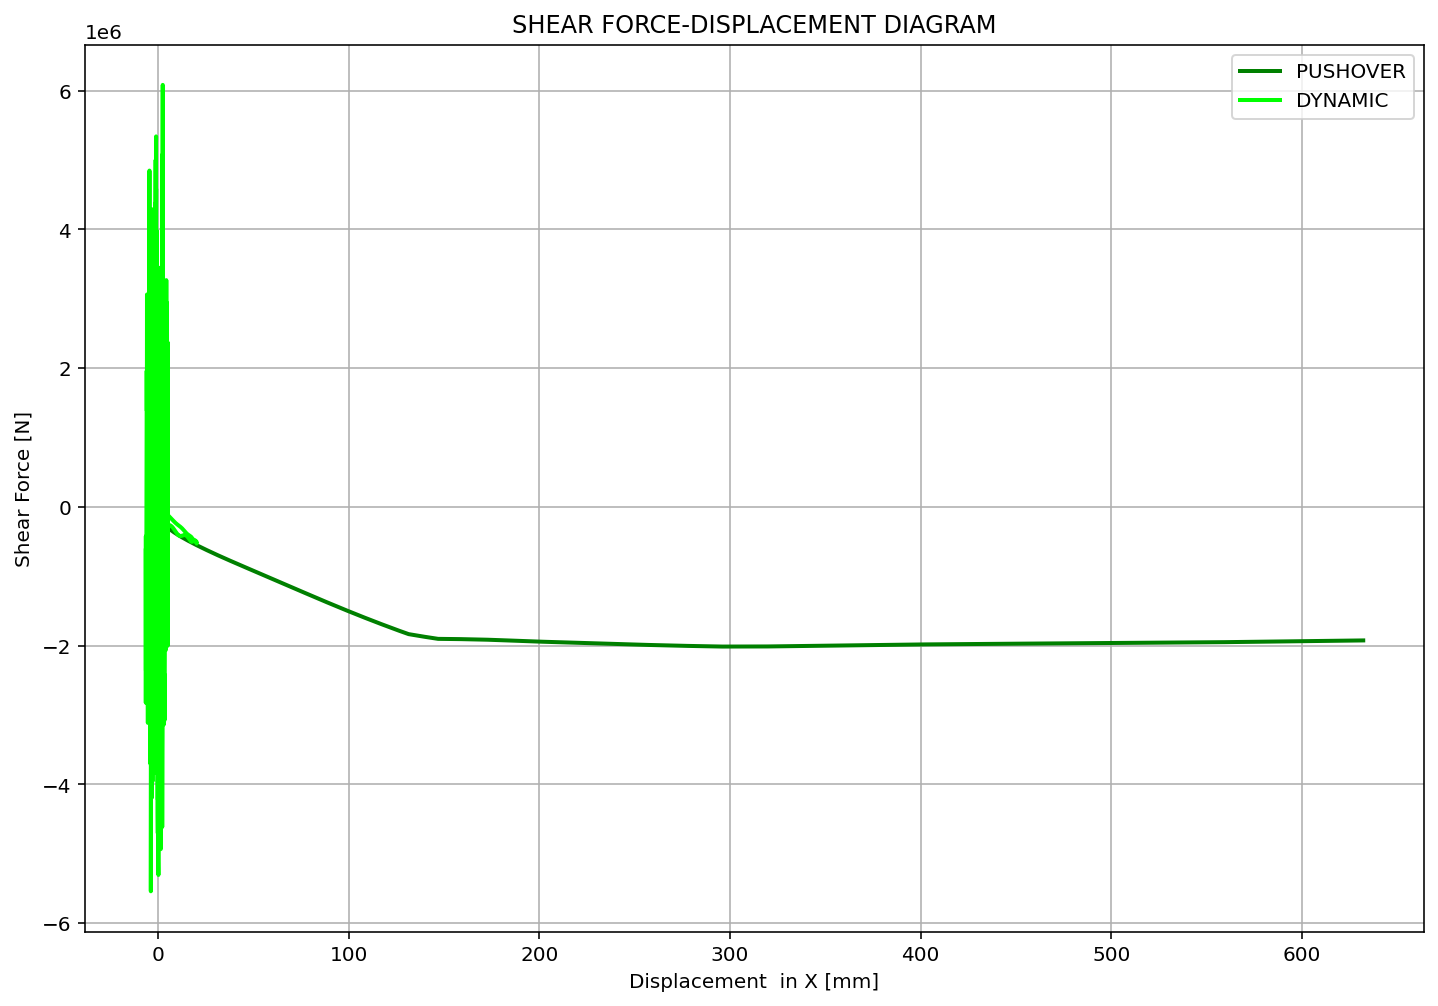 SHEAR FORCE-DISPLACEMENT DIAGRAM
1e6
PUSHOVER
DYNAMIC
6
4
2
0
−2
−4
−6
Shear Force [N]
0 100 200 300 400 500 600
Displacement  in X [mm]